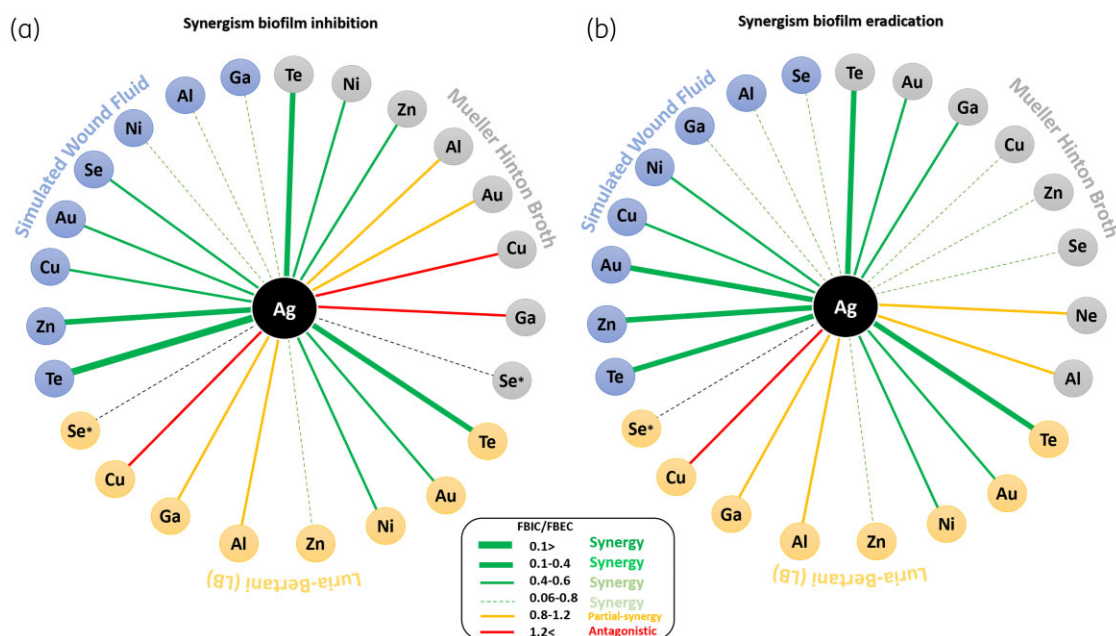 (a)
Synergism biofilm inhibition
Simulated Wound Fluid
Mueller Hinton Broth
Luria-Bertani (LB)
Ga
Te
Ni
Al
Zn
Ni
Al
Se
Au
Au
Cu
Cu
Ag
Zn
Ga
Te
Se*
Se*
Te
Cu
Au
Ga
Ni
Al
Zn
(b)
Synergism biofilm eradication
Simulated Wound Fluid
Mueller Hinton Broth
Luria-Bertani (LB)
Se
Te
Au
Al
Ga
Ga
Cu
Ni
Zn
Cu
Se
Au
Ag
Zn
Ne
Te
Al
Se*
Te
Cu
Au
Ga
Ni
Al
Zn
FBIC/FBEC
0.1> Synergy
0.1-0.4 Synergy
0.4-0.6 Synergy
0.06-0.8 Synergy
0.8-1.2 Partial-synergy
1.2< Antagonistic